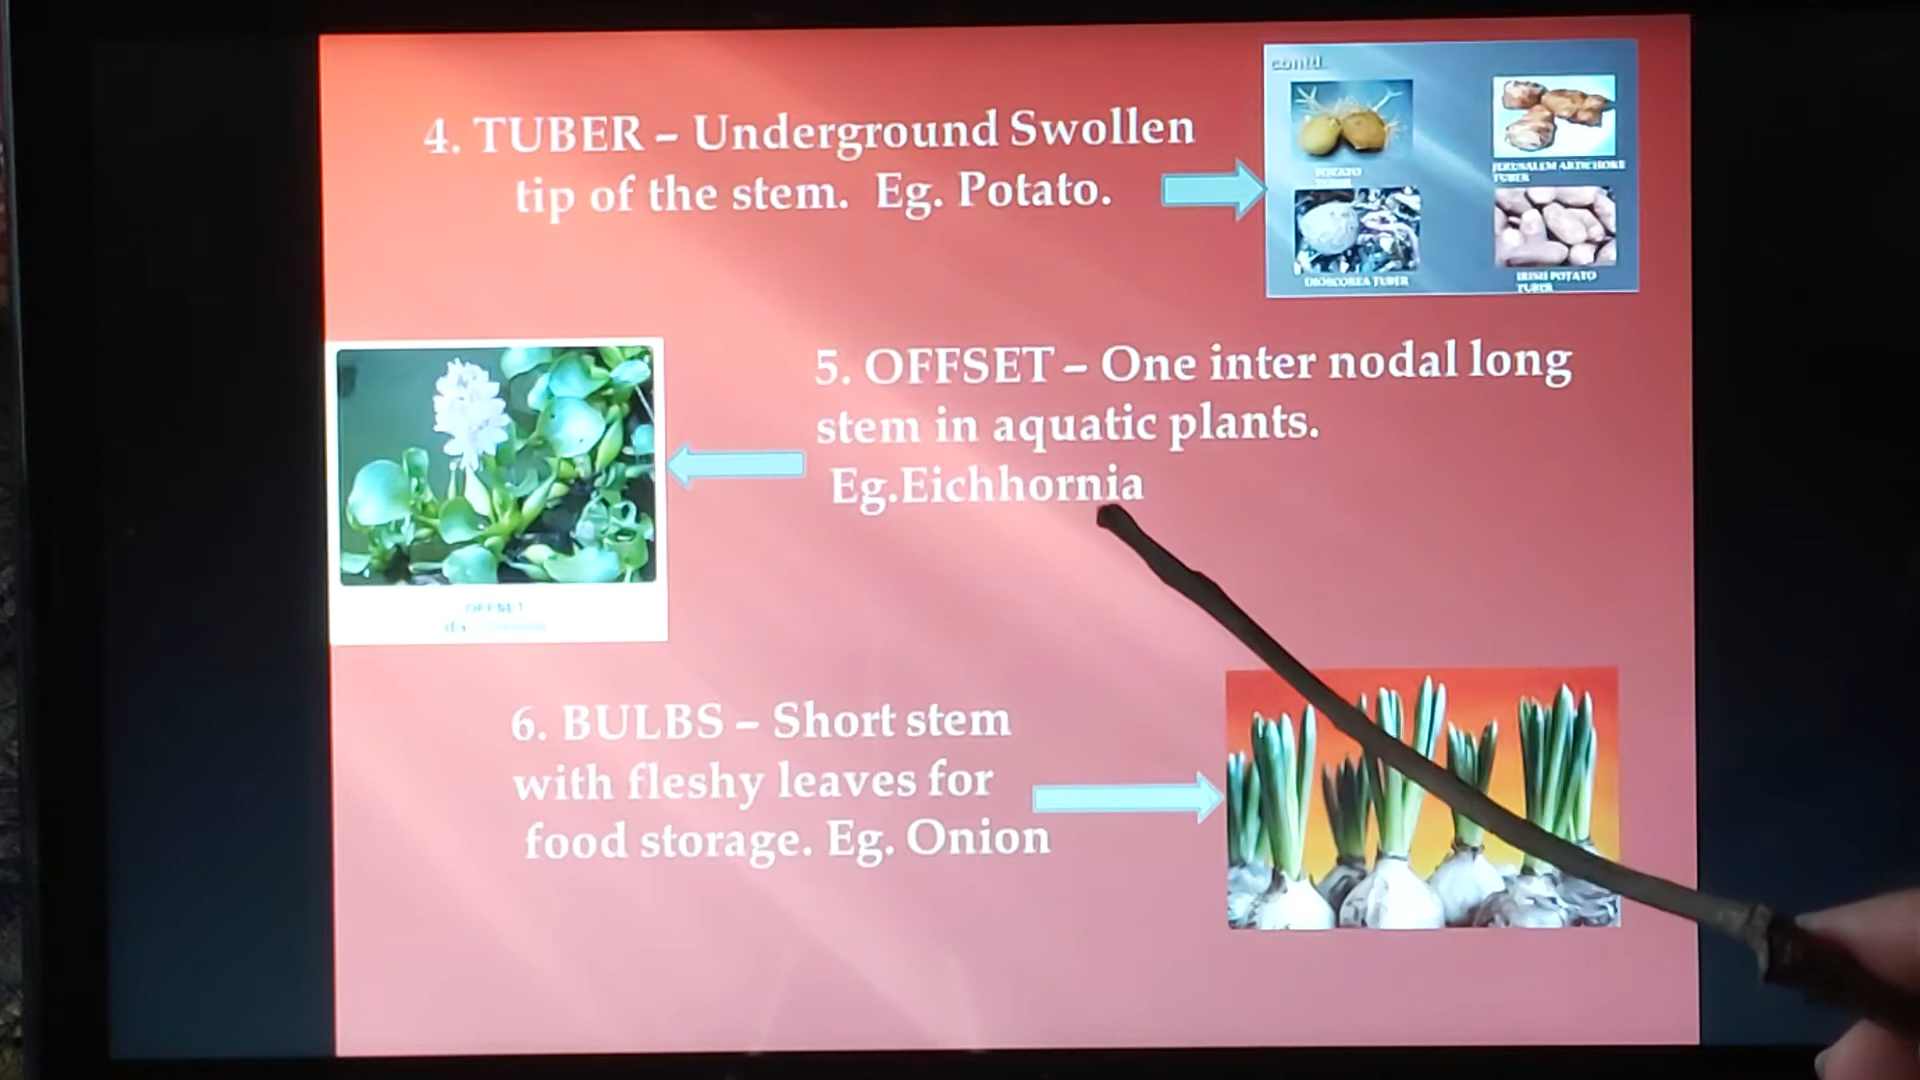 4. TUBER – Underground Swollen
tip of the stem. Eg. Potato.
contd.
POTATO
TUBER
JERUSALEM ARTICHOKE
TUBER
DIOSCOREA TUBER
IRISH POTATO
TUBER
5. OFFSET – One inter nodal long
stem in aquatic plants.
Eg.Eichhornia
OFFSET
6. BULBS – Short stem
with fleshy leaves for
food storage. Eg. Onion